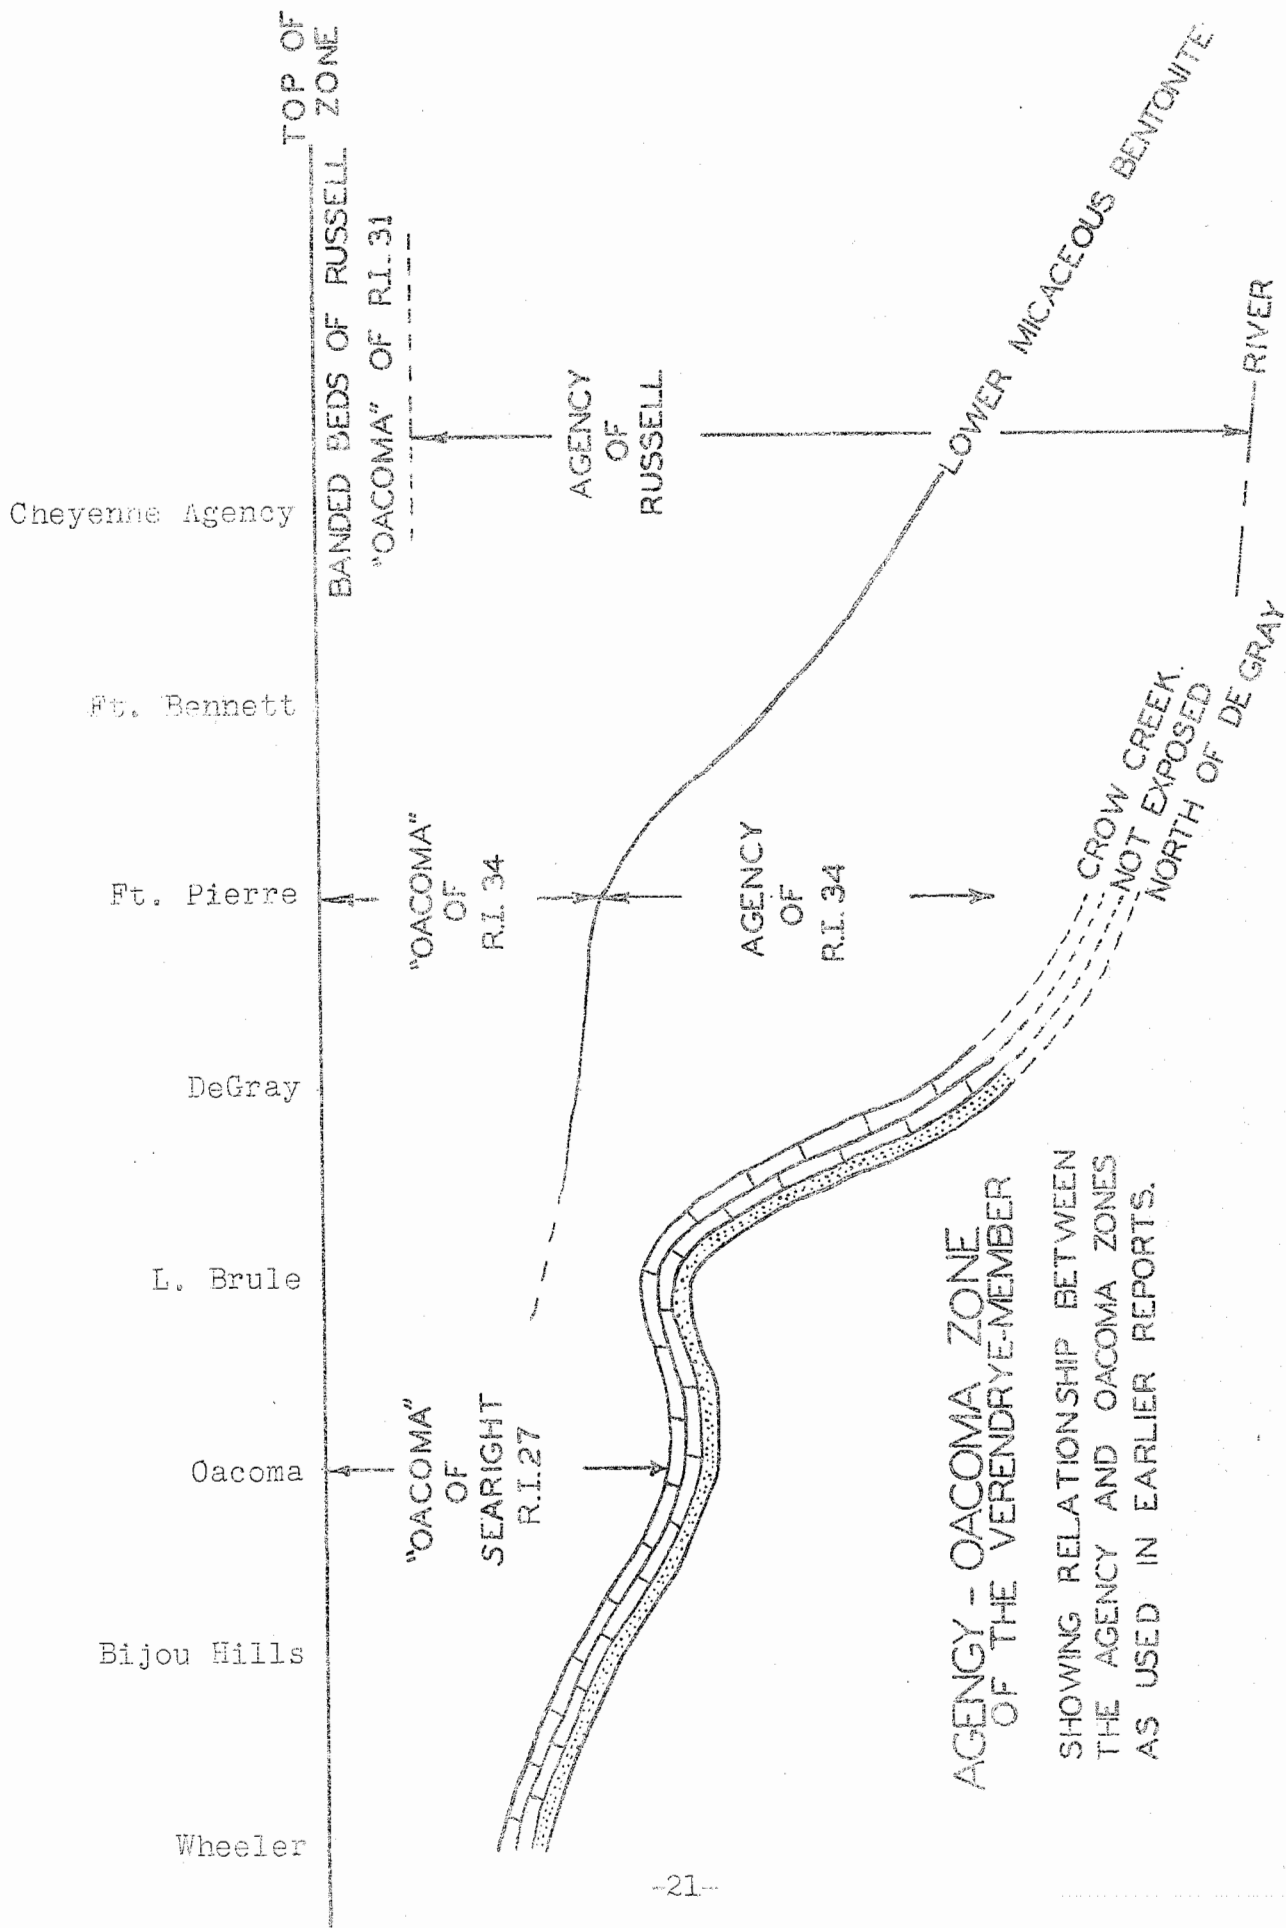 TOP OF
ZONE
BANDED BEDS OF RUSSELL
"OACOMA" OF R.I. 31
AGENCY
OF
RUSSELL
LOWER MICACEOUS BENTONITE
RIVER
Cheyenne Agency
Ft. Bennett
Ft. Pierre
DeGray
L. Brule
Oacoma
Bijou Hills
Wheeler
"OACOMA"
OF
R.I. 34
AGENCY
OF
R.I. 34
CROW CREEK.
NOT EXPOSED
NORTH OF DE GRAY
"OACOMA"
OF
SEARIGHT
R.I. 27
AGENCY - OACOMA ZONE
OF THE VERENDRYE-MEMBER
SHOWING RELATIONSHIP BETWEEN
THE AGENCY AND OACOMA ZONES
AS USED IN EARLIER REPORTS.
-21-